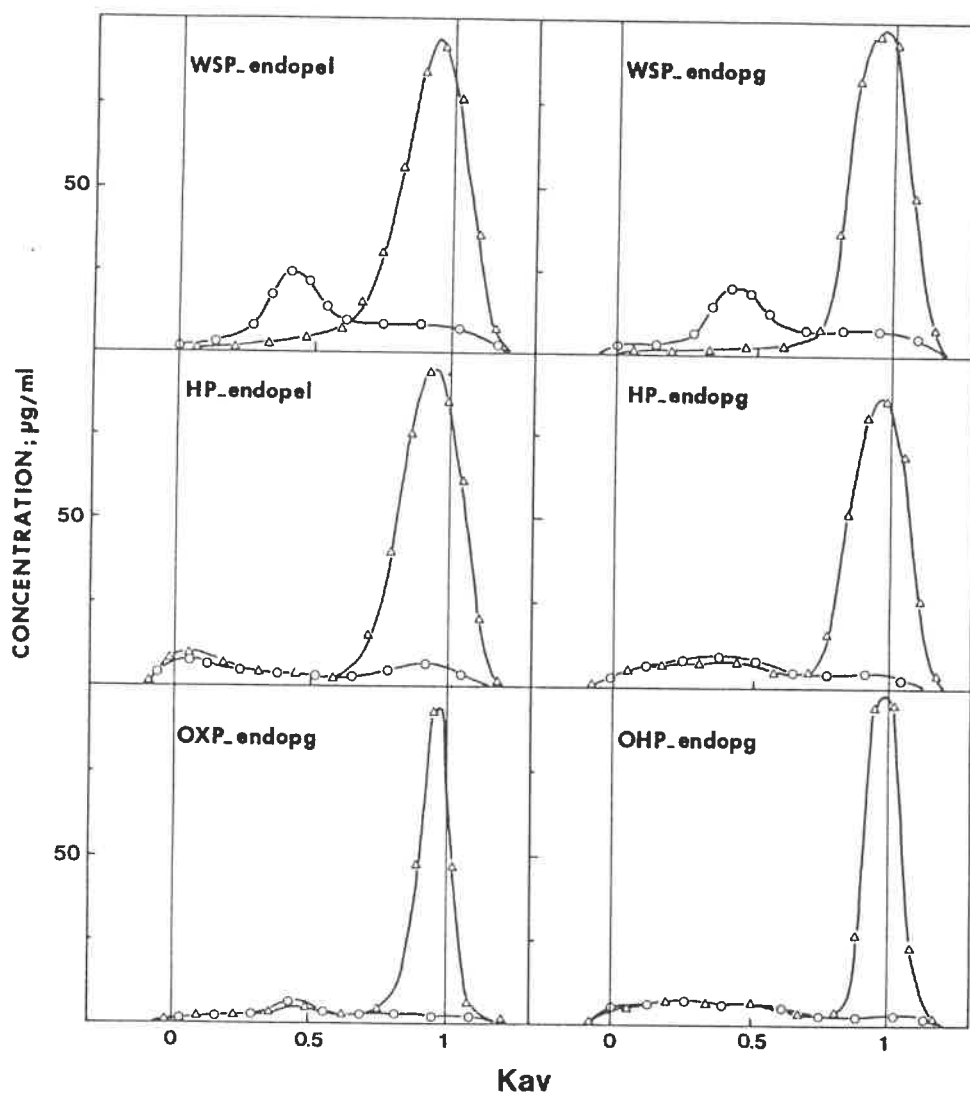 WSP_endopel
WSP_endopg
50
HP_endopel
HP_endopg
50
OXP_endopg
OHP_endopg
50
CONCENTRATION; µg/ml
0
0.5
1
0
0.5
1
Kav